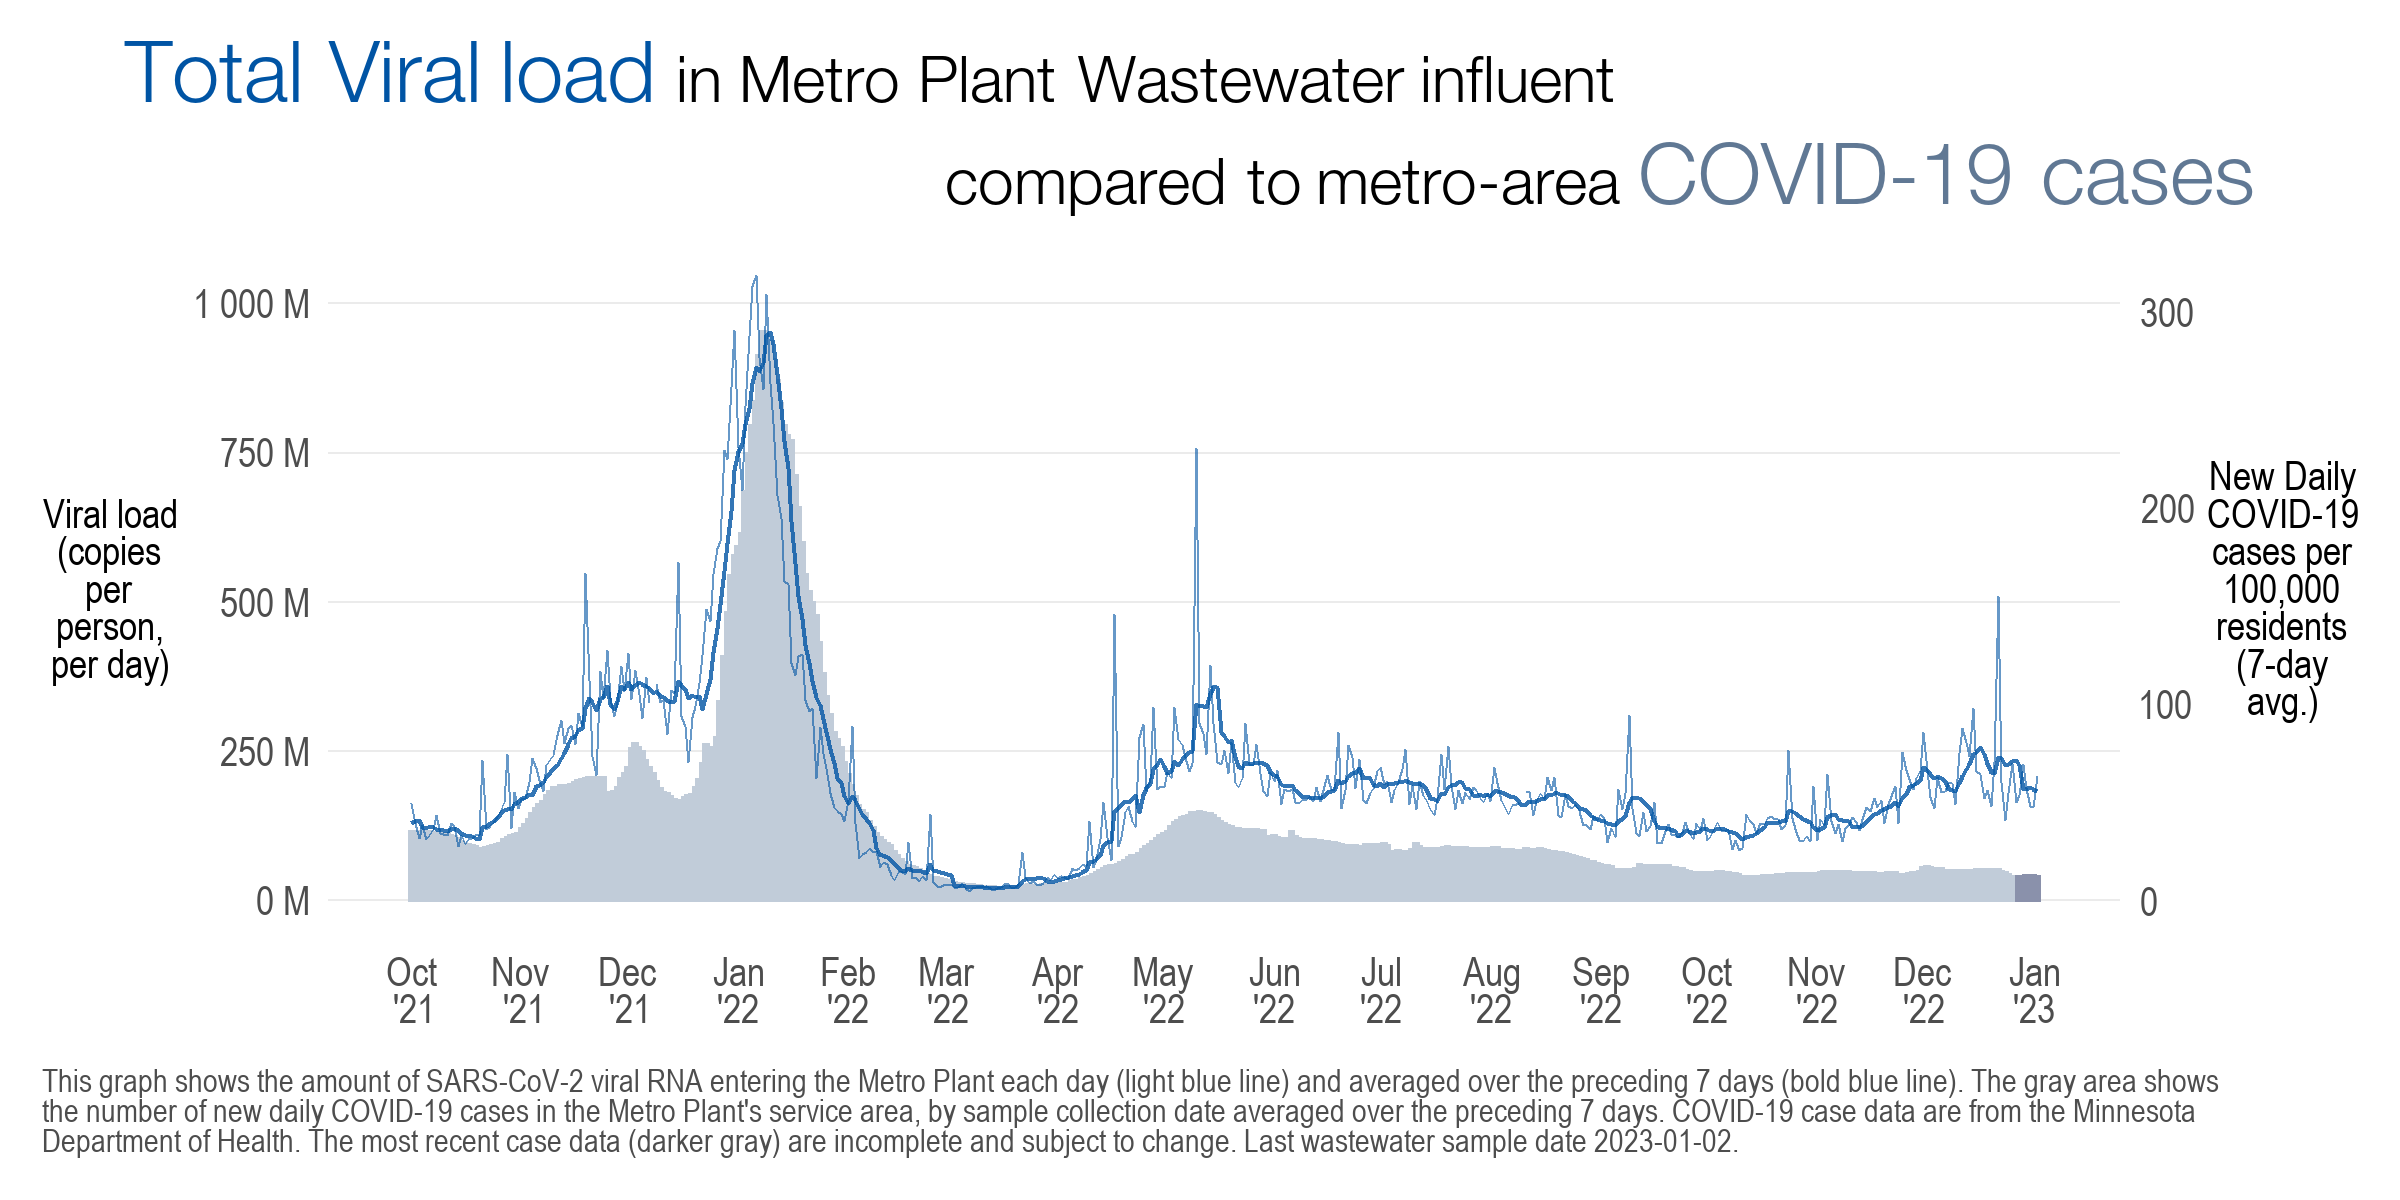 Total Viral load in Metro Plant Wastewater influent
compared to metro-area COVID-19 cases
1 000 M
750 M
500 M
250 M
0 M
Viral load
(copies
per
person,
per day)
300
200
100
0
New Daily
COVID-19
cases per
100,000
residents
(7-day
avg.)
Oct
'21
Nov
'21
Dec
'21
Jan
'22
Feb
'22
Mar
'22
Apr
'22
May
'22
Jun
'22
Jul
'22
Aug
'22
Sep
'22
Oct
'22
Nov
'22
Dec
'22
Jan
'23
This graph shows the amount of SARS-CoV-2 viral RNA entering the Metro Plant each day (light blue line) and averaged over the preceding 7 days (bold blue line). The gray area shows
the number of new daily COVID-19 cases in the Metro Plant's service area, by sample collection date averaged over the preceding 7 days. COVID-19 case data are from the Minnesota
Department of Health. The most recent case data (darker gray) are incomplete and subject to change. Last wastewater sample date 2023-01-02.